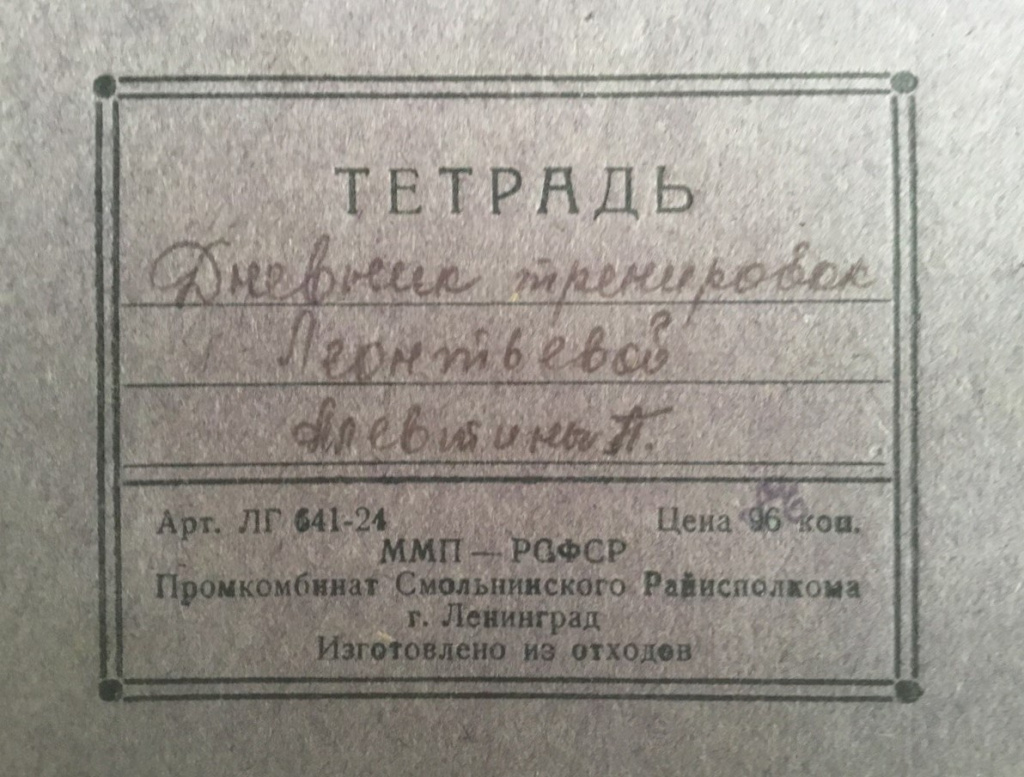 ТЕТРАДЬ
Дневник тренировок
Леонтьевой
Алевтины П.
Арт. ЛГ 641-24 Цена 96 коп.
ММП — РСФСР
Промкомбинат Смольнинского Райисполкома
г. Ленинград
Изготовлено из отходов